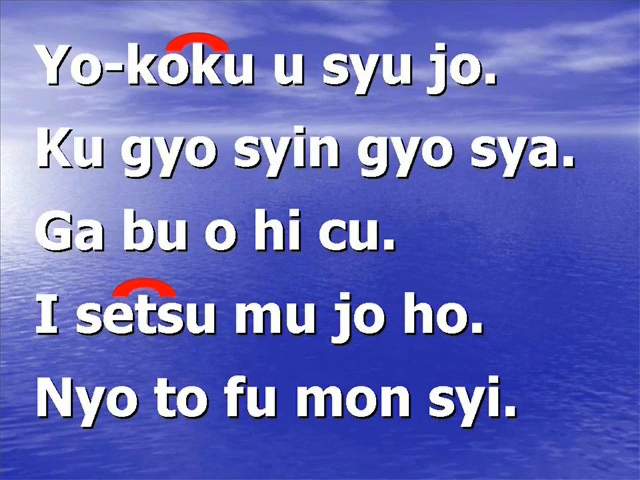 Yo-koku u syu jo.
Ku gyo syin gyo sya.
Ga bu o hi cu.
I setsu mu jo ho.
Nyo to fu mon syi.